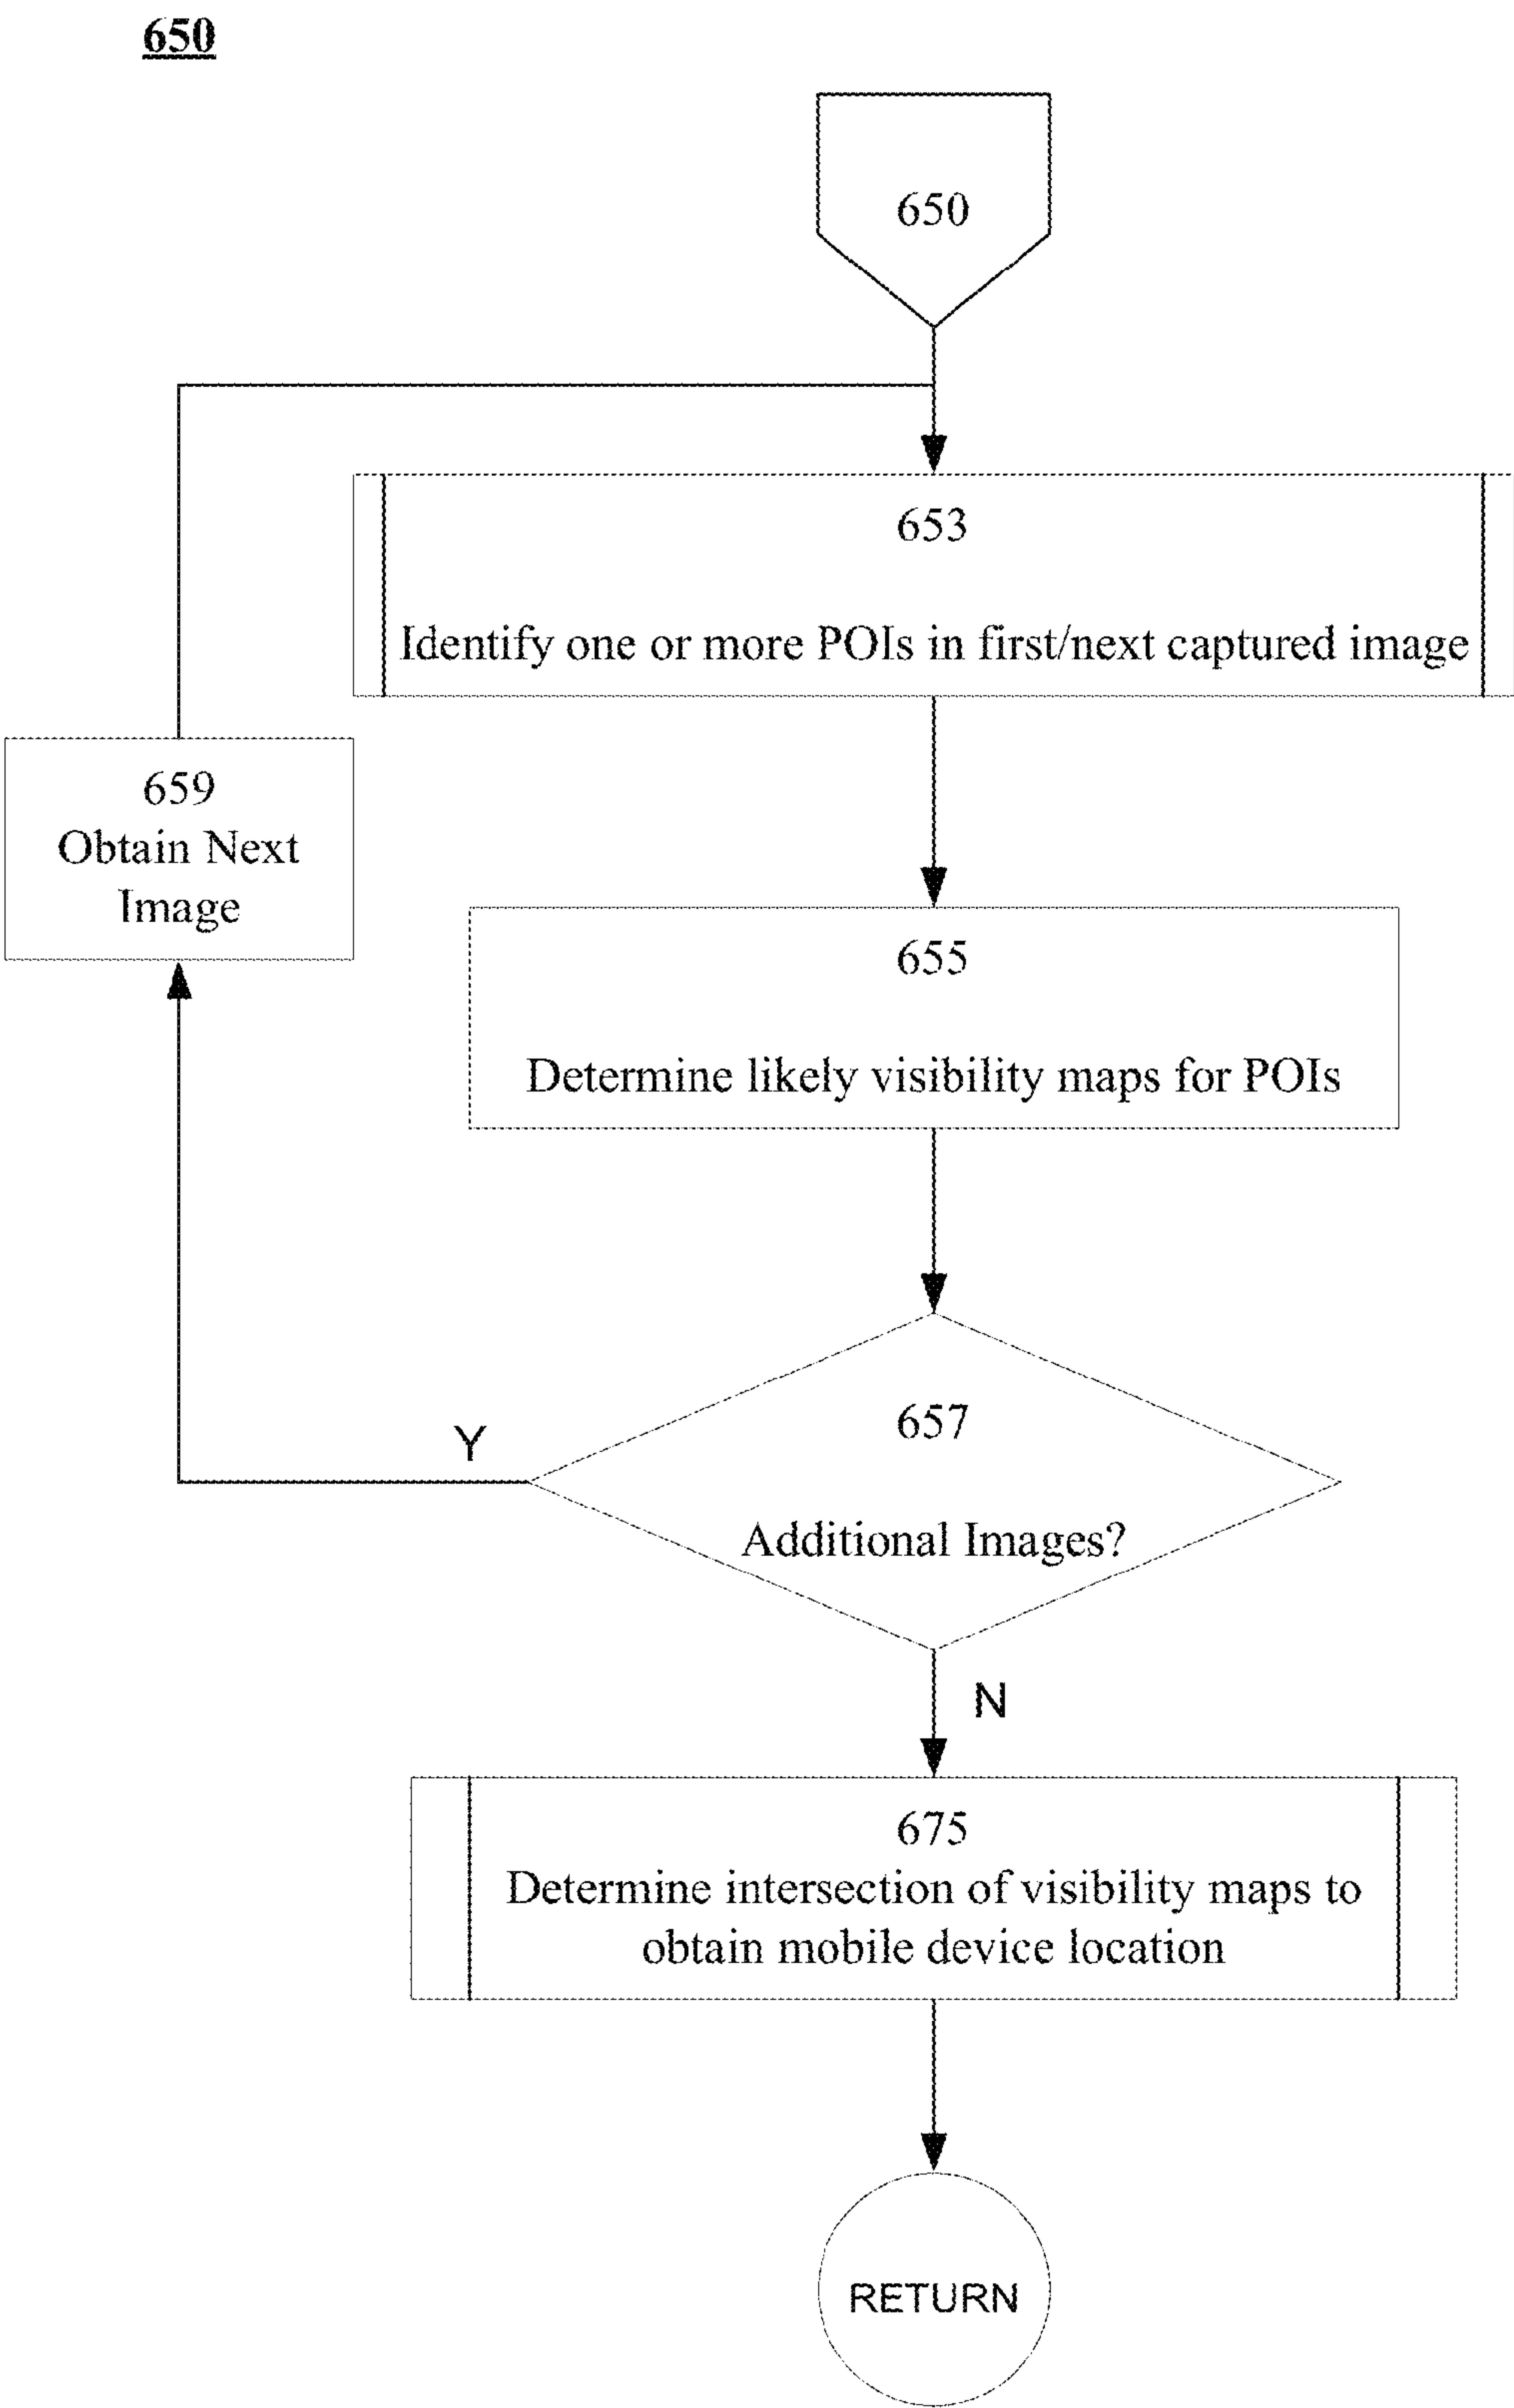 650
650
653
Identify one or more POIs in first/next captured image
659
Obtain Next
Image
655
Determine likely visibility maps for POIs
657
Y
Additional Images?
N
675
Determine intersection of visibility maps to
obtain mobile device location
RETURN